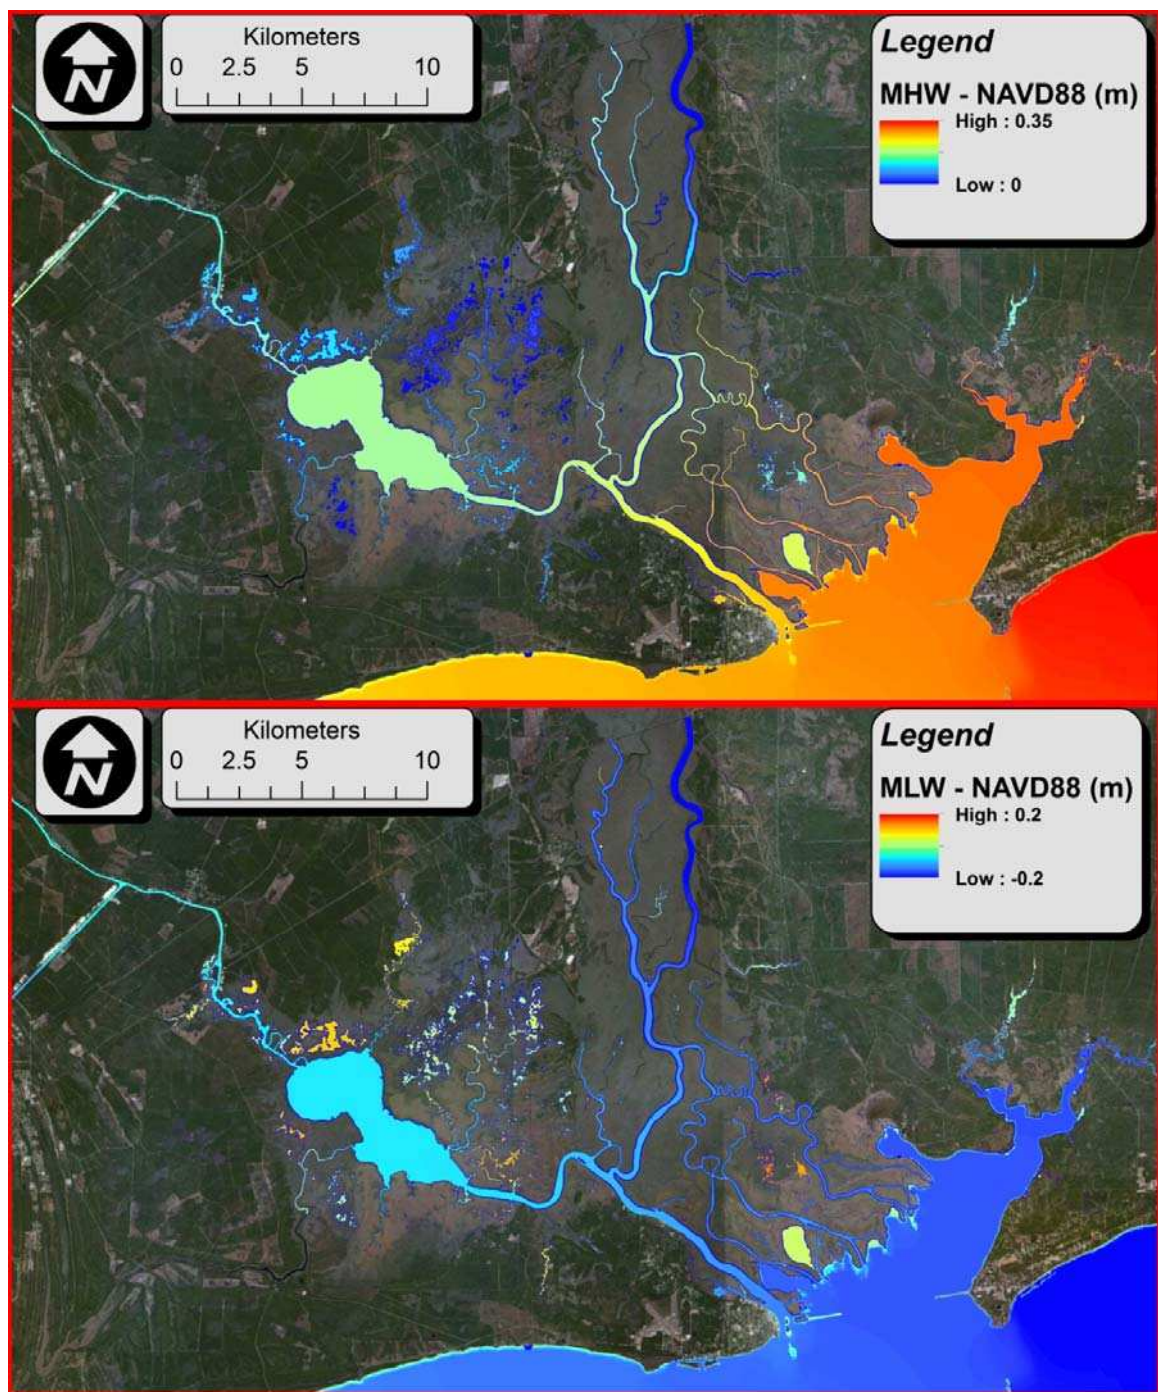 N
Kilometers
0 2.5 5 10
Legend
MHW - NAVD88 (m)
High : 0.35
Low : 0
N
Kilometers
0 2.5 5 10
Legend
MLW - NAVD88 (m)
High : 0.2
Low : -0.2